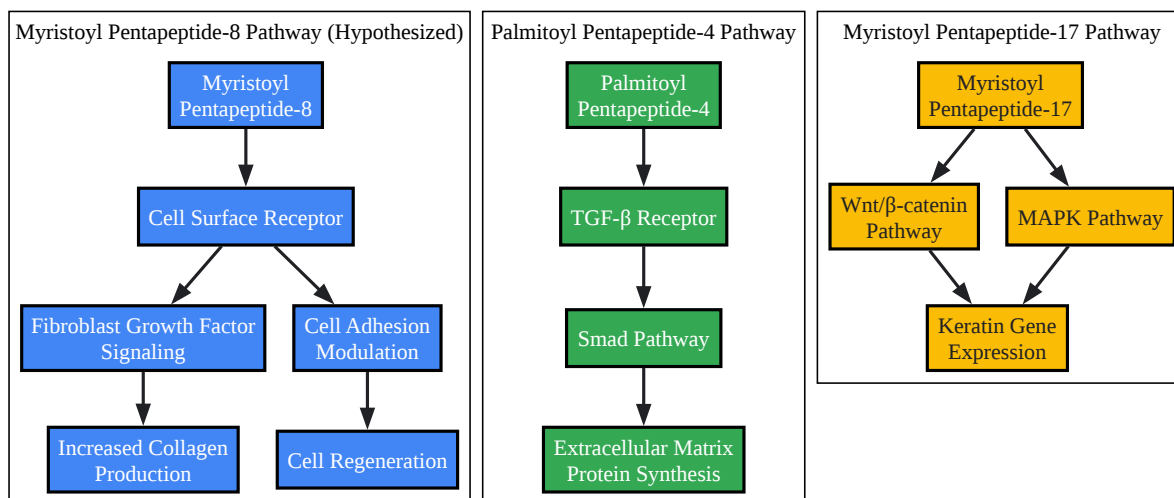 Myristoyl Pentapeptide-8 Pathway (Hypothesized)
Myristoyl
Pentapeptide-8
Cell Surface Receptor
Fibroblast Growth Factor
Signaling
Cell Adhesion
Modulation
Increased Collagen
Production
Cell Regeneration
Palmitoyl Pentapeptide-4 Pathway
Palmitoyl
Pentapeptide-4
TGF-β Receptor
Smad Pathway
Extracellular Matrix
Protein Synthesis
Myristoyl Pentapeptide-17 Pathway
Myristoyl
Pentapeptide-17
Wnt/β-catenin
Pathway
MAPK Pathway
Keratin Gene
Expression